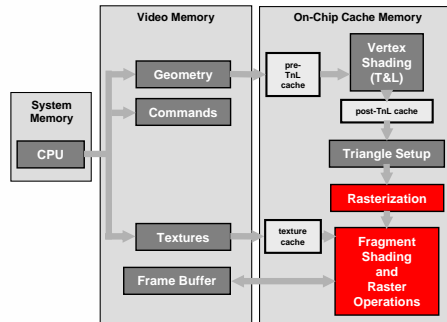 Video Memory
On-Chip Cache Memory
System
Memory
CPU
Geometry
Commands
Textures
Frame Buffer
pre-
TnL
cache
Vertex
Shading
(T&L)
post-TnL cache
Triangle Setup
Rasterization
texture
cache
Fragment
Shading
and
Raster
Operations